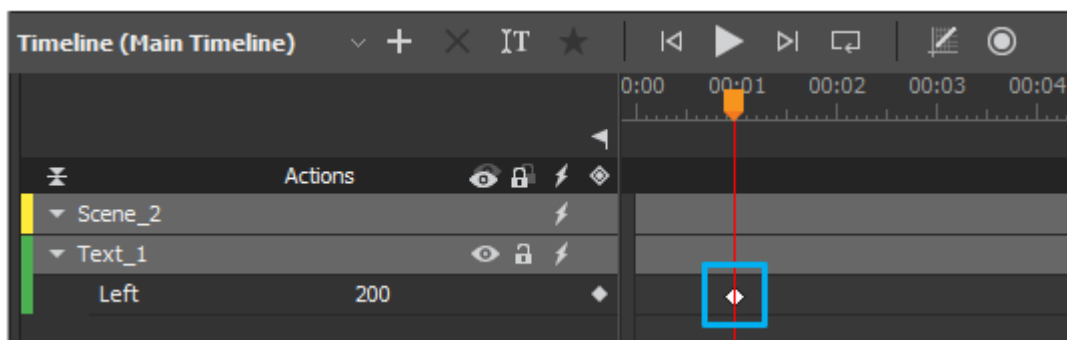 Timeline (Main Timeline)
0:00 00:01 00:02 00:03 00:04
Actions
Scene_2
Text_1
Left 200